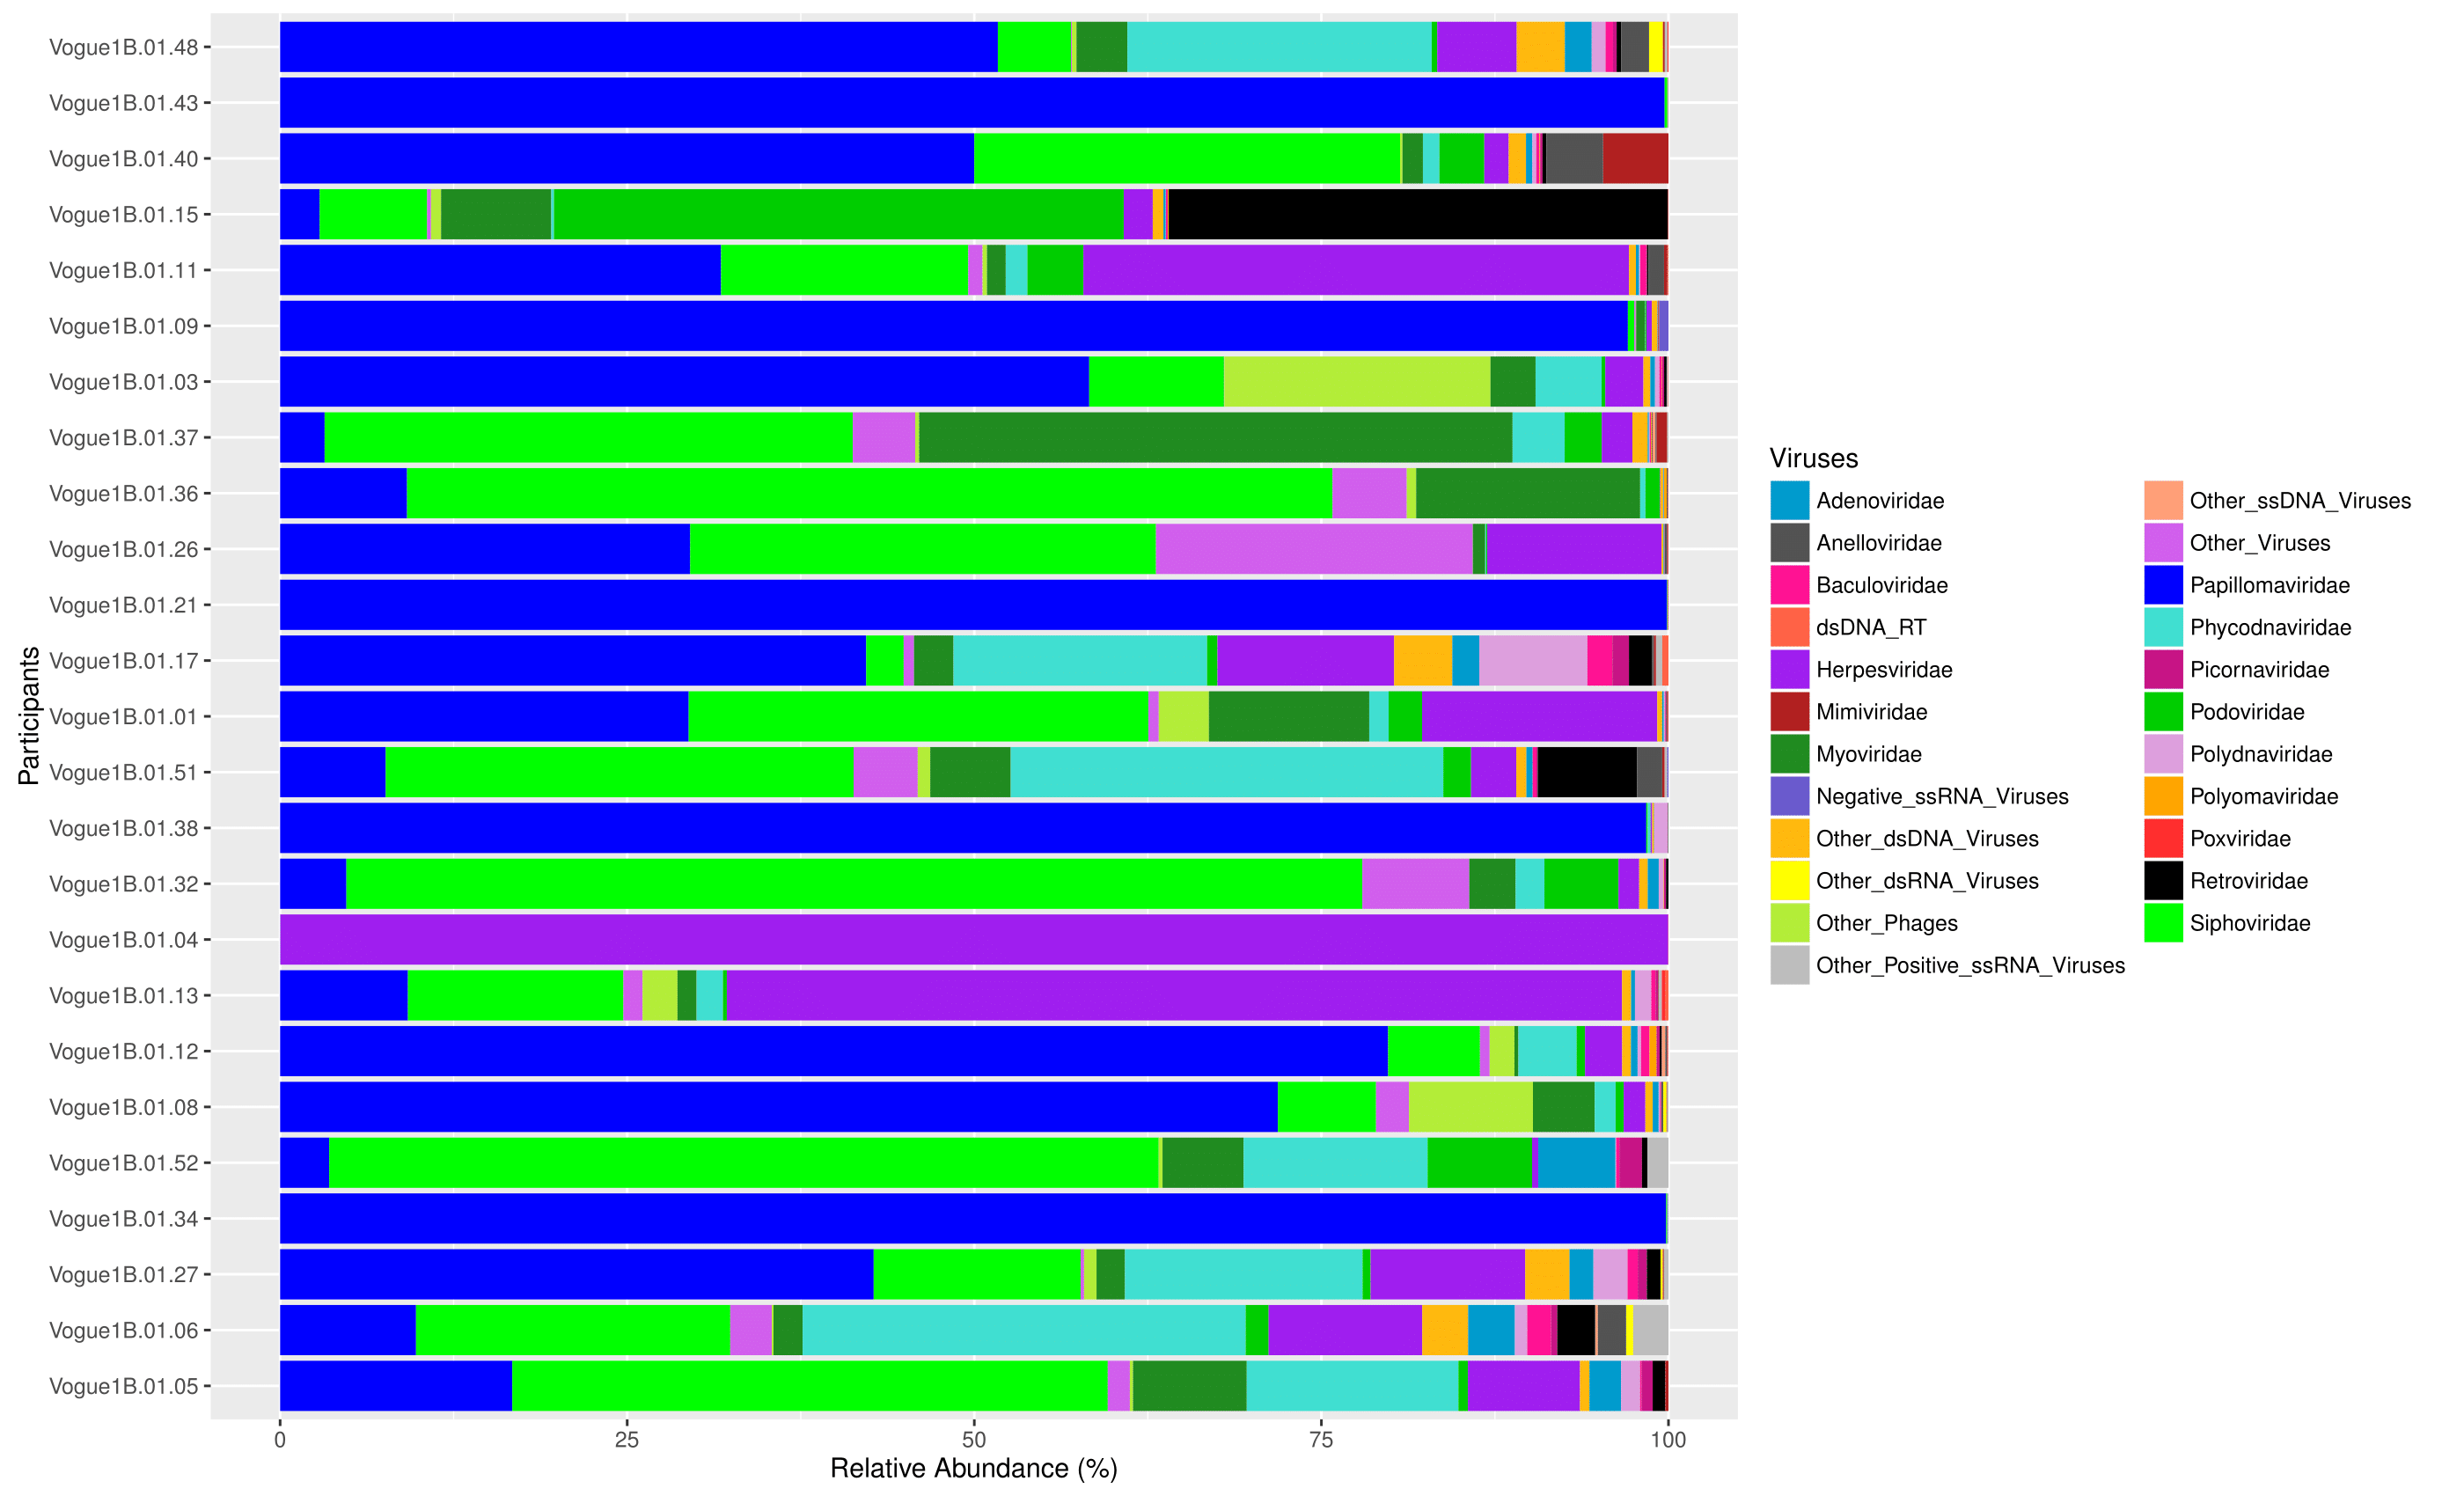 Participants
Vogue1B.01.48
Vogue1B.01.43
Vogue1B.01.40
Vogue1B.01.15
Vogue1B.01.11
Vogue1B.01.09
Vogue1B.01.03
Vogue1B.01.37
Vogue1B.01.36
Vogue1B.01.26
Vogue1B.01.21
Vogue1B.01.17
Vogue1B.01.01
Vogue1B.01.51
Vogue1B.01.38
Vogue1B.01.32
Vogue1B.01.04
Vogue1B.01.13
Vogue1B.01.12
Vogue1B.01.08
Vogue1B.01.52
Vogue1B.01.34
Vogue1B.01.27
Vogue1B.01.06
Vogue1B.01.05
0 25 50 75 100
Relative Abundance (%)
Viruses
Adenoviridae
Anelloviridae
Baculoviridae
dsDNA_RT
Herpesviridae
Mimiviridae
Myoviridae
Negative_ssRNA_Viruses
Other_dsDNA_Viruses
Other_dsRNA_Viruses
Other_Phages
Other_Positive_ssRNA_Viruses
Other_ssDNA_Viruses
Other_Viruses
Papillomaviridae
Phycodnaviridae
Picornaviridae
Podoviridae
Polydnaviridae
Polyomaviridae
Poxviridae
Retroviridae
Siphoviridae